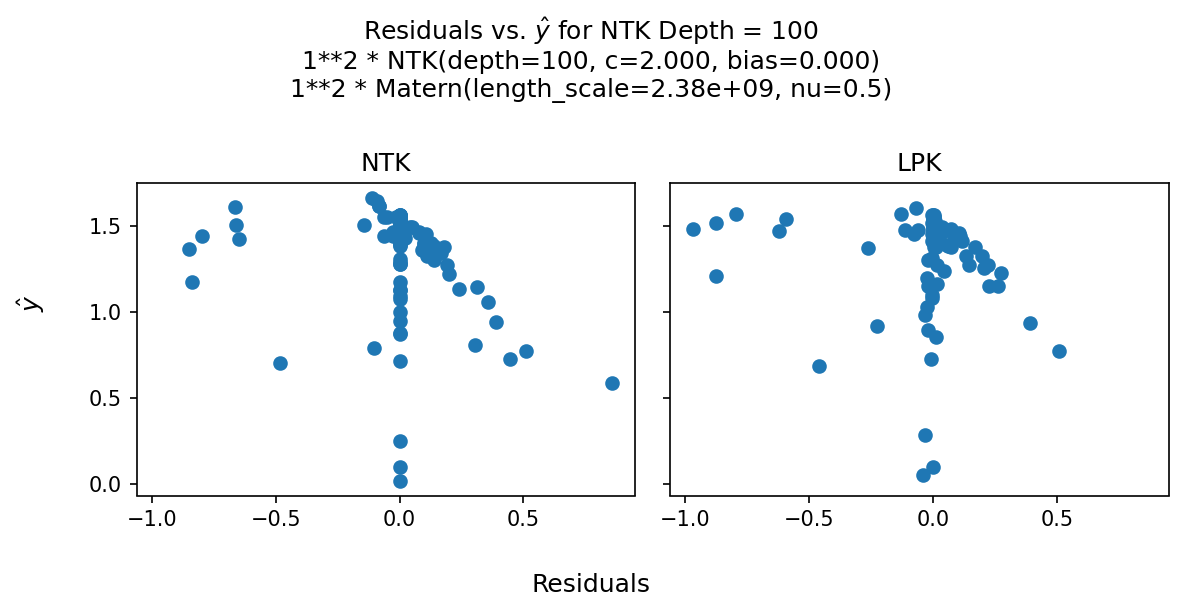 Residuals vs. ŷ for NTK Depth = 100
1**2 * NTK(depth=100, c=2.000, bias=0.000)
1**2 * Matern(length_scale=2.38e+09, nu=0.5)
NTK
LPK
1.5
1.0
0.5
0.0
ŷ
−1.0 −0.5 0.0 0.5
−1.0 −0.5 0.0 0.5
Residuals